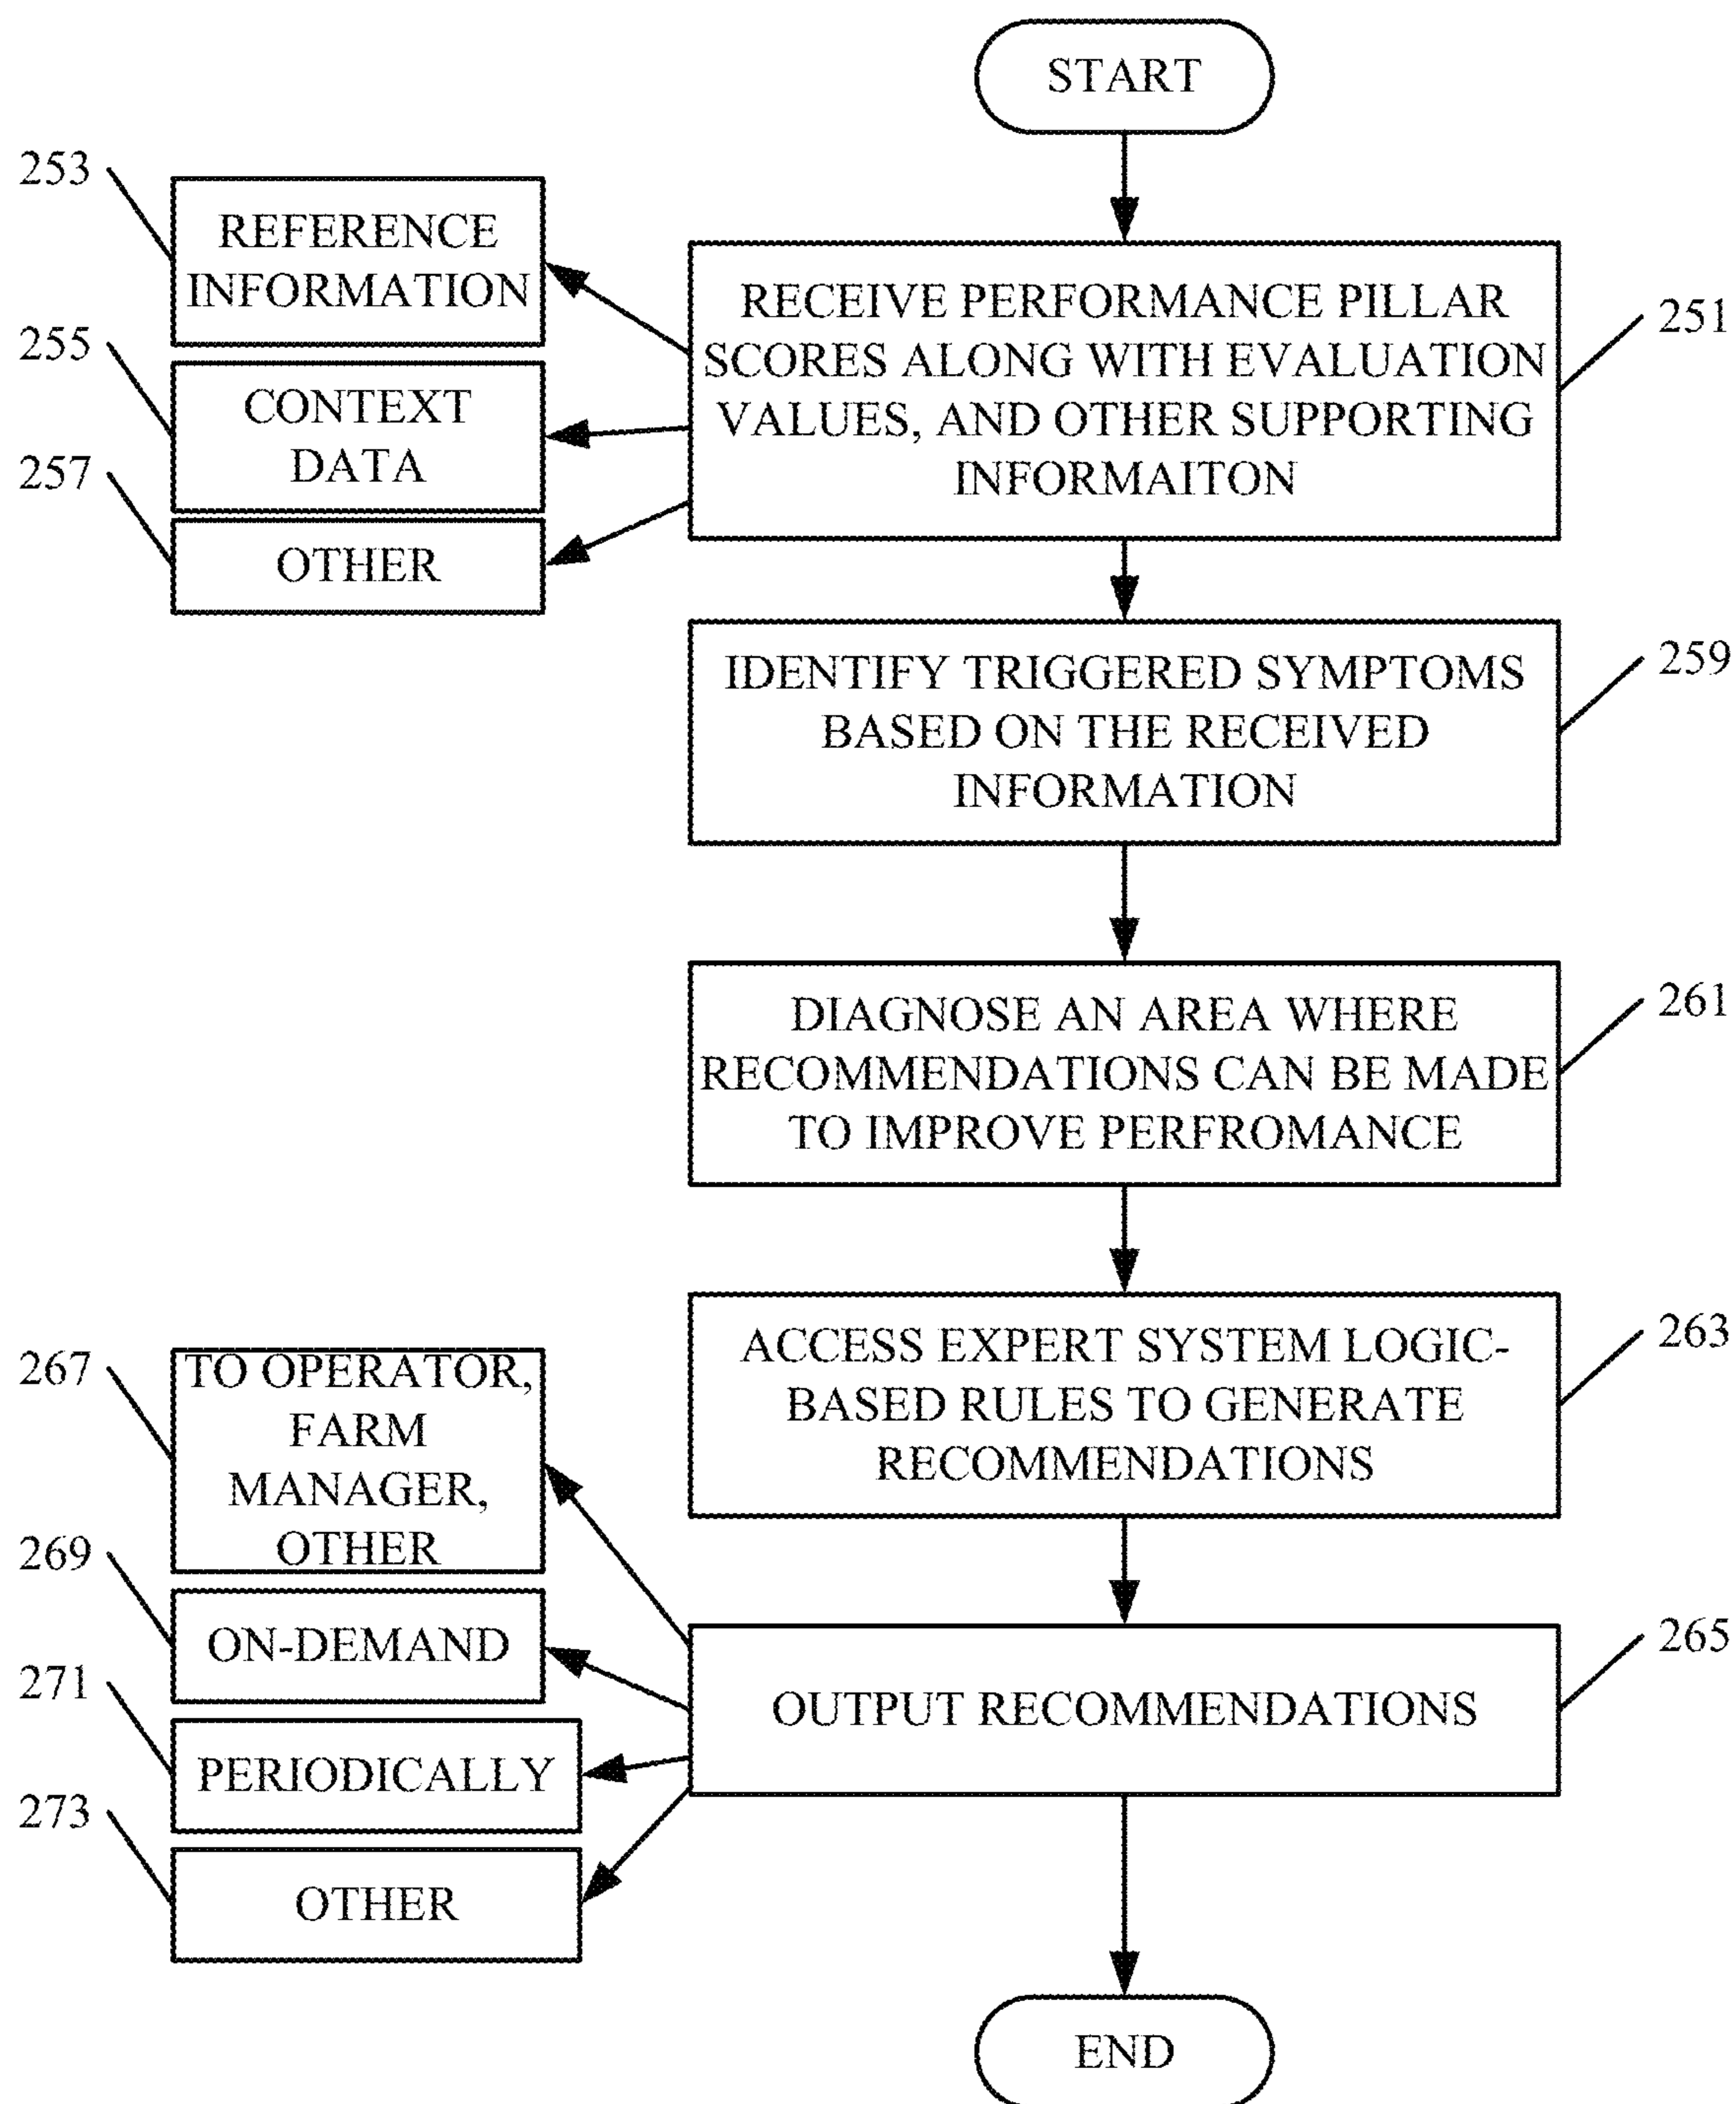 START
253
REFERENCE
INFORMATION
255
CONTEXT
DATA
257
OTHER
RECEIVE PERFORMANCE PILLAR
SCORES ALONG WITH EVALUATION
VALUES, AND OTHER SUPPORTING
INFORMAITON
251
IDENTIFY TRIGGERED SYMPTOMS
BASED ON THE RECEIVED
INFORMATION
259
DIAGNOSE AN AREA WHERE
RECOMMENDATIONS CAN BE MADE
TO IMPROVE PERFROMANCE
261
ACCESS EXPERT SYSTEM LOGIC-
BASED RULES TO GENERATE
RECOMMENDATIONS
263
267
TO OPERATOR,
FARM
MANAGER,
OTHER
269
ON-DEMAND
271
PERIODICALLY
273
OTHER
OUTPUT RECOMMENDATIONS
265
END